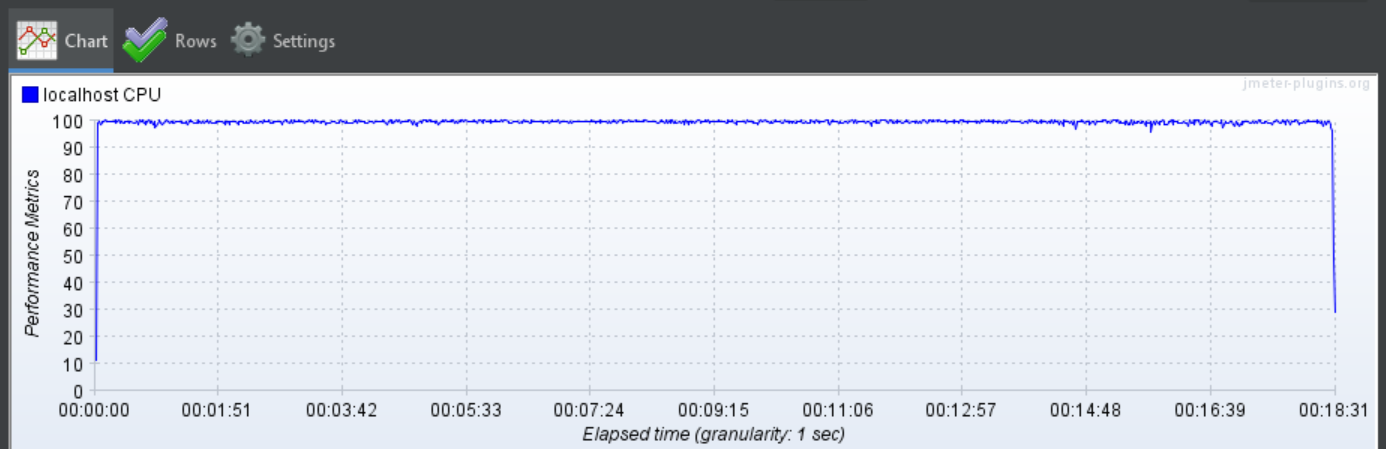 Chart Rows Settings
jmeter-plugins.org
localhost CPU
100
90
80
70
60
50
40
30
20
10
0
Performance Metrics
00:00:00 00:01:51 00:03:42 00:05:33 00:07:24 00:09:15 00:11:06 00:12:57 00:14:48 00:16:39 00:18:31
Elapsed time (granularity: 1 sec)